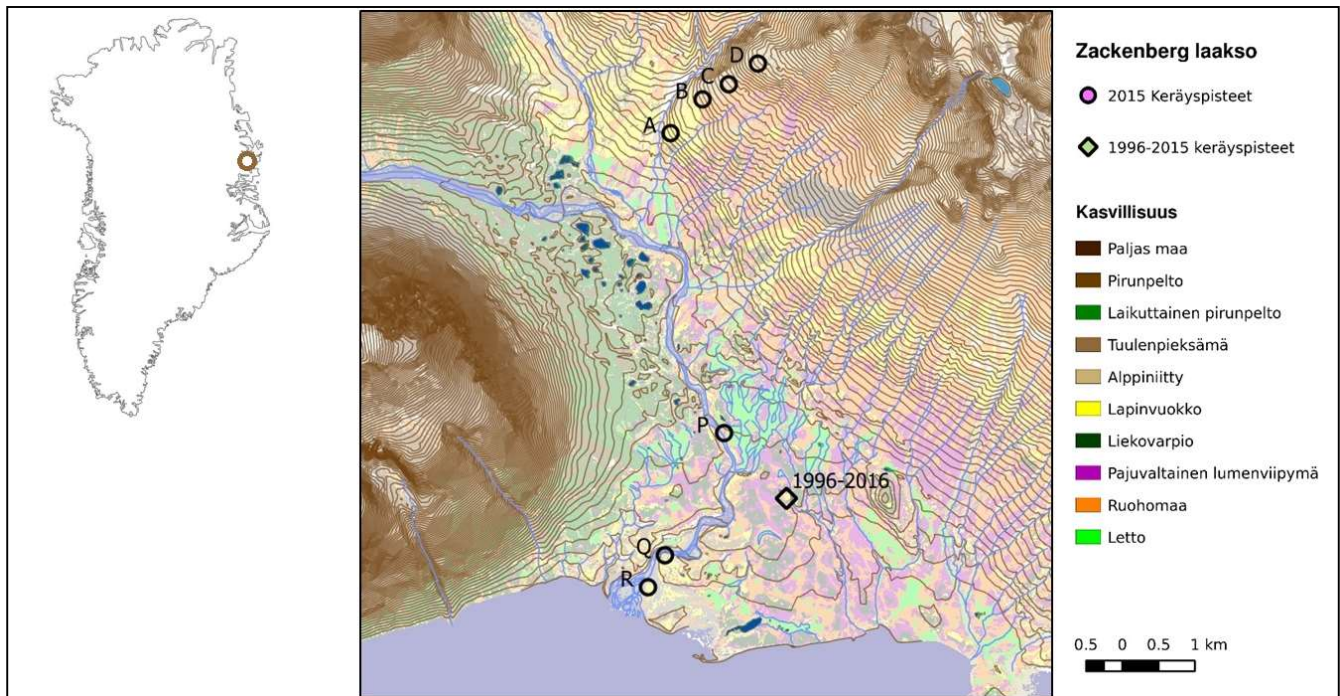 D
C
B
A
P
1996-2016
Q
R
Zackenberg laakso
2015 Keräyspisteet
1996-2015 keräyspisteet
Kasvillisuus
Paljas maa
Pirunpelto
Laikuttainen pirunpelto
Tuulenpieksämä
Alppiniitty
Lapinvuokko
Liekovarpio
Pajuvaltainen lumenviipymä
Ruohomaa
Letto
0.5 0 0.5 1 km